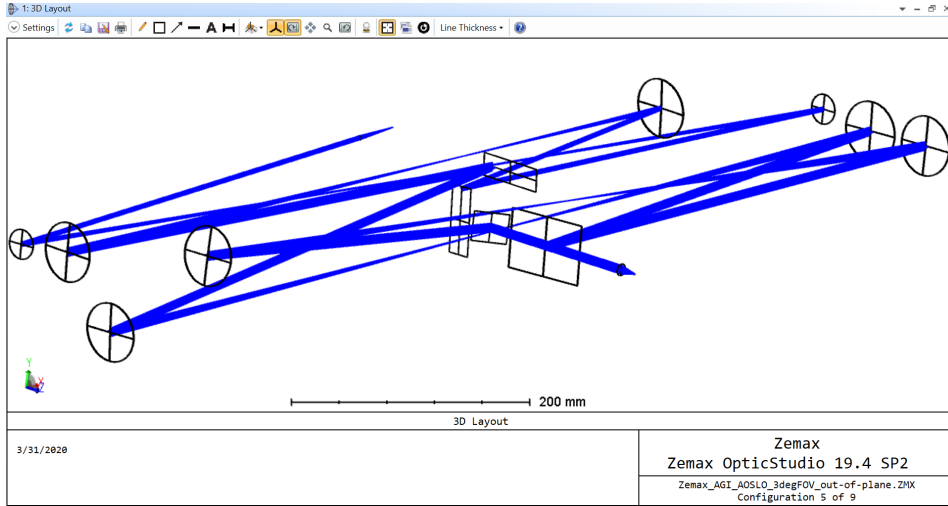 1: 3D Layout
Settings
A
Line Thickness
Y
X
Z
200 mm
3D Layout
3/31/2020
Zemax
Zemax OpticStudio 19.4 SP2
Zemax_AGI_AOSLO_3degFOV_out-of-plane.ZMX
Configuration 5 of 9